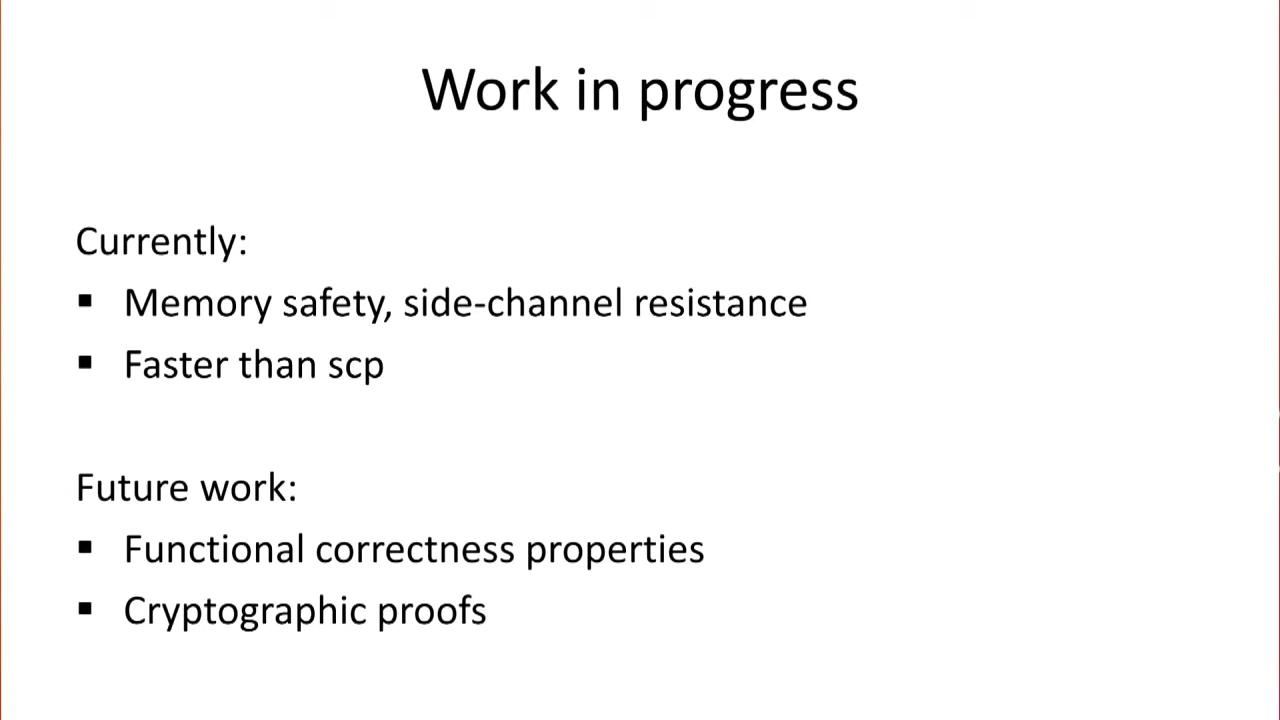 Work in progress
Currently:
▪ Memory safety, side-channel resistance
▪ Faster than scp
Future work:
▪ Functional correctness properties
▪ Cryptographic proofs